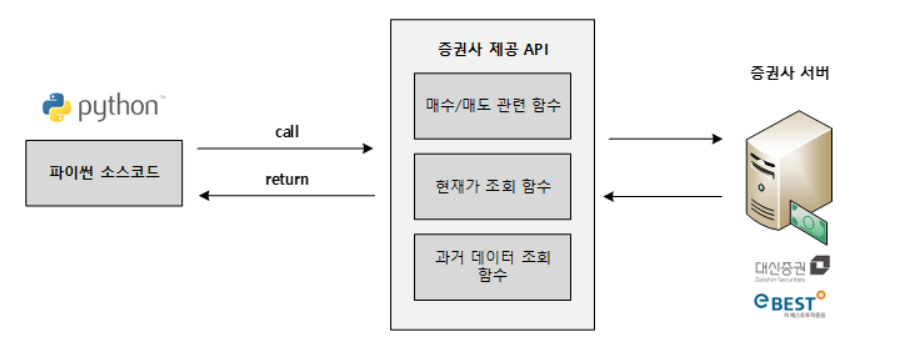 python™
파이썬 소스코드
call
return
증권사 제공 API
매수/매도 관련 함수
현재가 조회 함수
과거 데이터 조회
함수
증권사 서버
대신증권
Daishin Securities
eBEST
이베스트투자증권